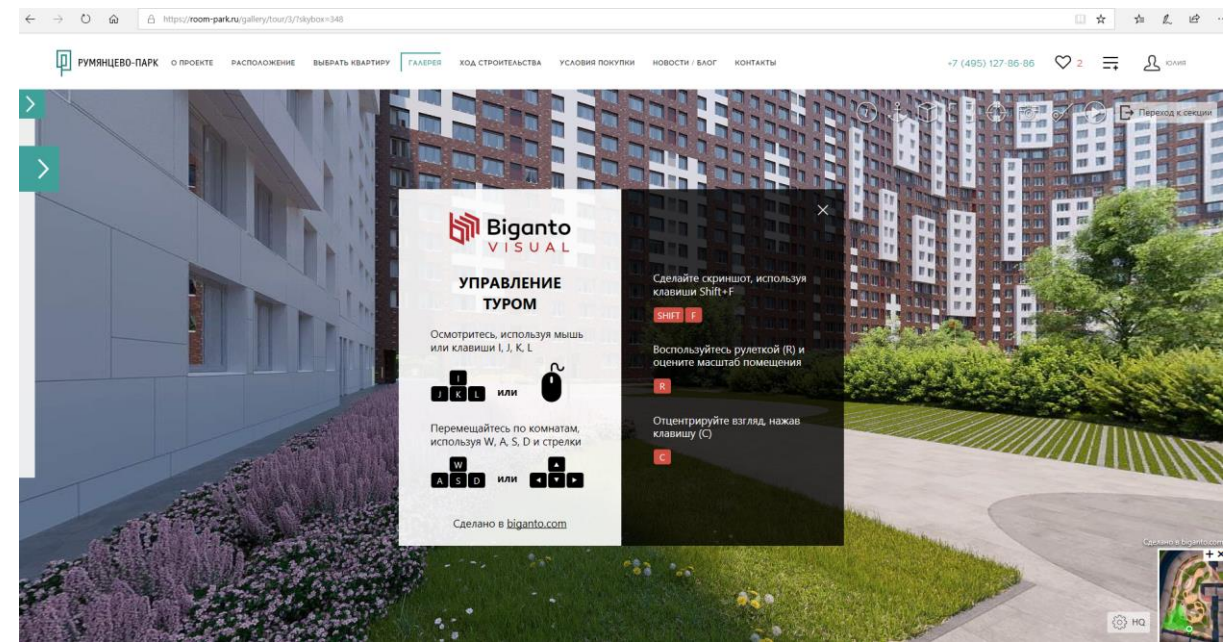 https://room-park.ru/gallery/tour/3/?skybox=348
РУМЯНЦЕВО-ПАРК О ПРОЕКТЕ РАСПОЛОЖЕНИЕ ВЫБРАТЬ КВАРТИРУ ГАЛЕРЕЯ ХОД СТРОИТЕЛЬСТВА УСЛОВИЯ ПОКУПКИ НОВОСТИ / БЛОГ КОНТАКТЫ +7 (495) 127-86-86 2 ЮЛИЯ
Переход к секции
Biganto
VISUAL
УПРАВЛЕНИЕ
ТУРОМ
Осмотритесь, используя мышь
или клавиши I, J, K, L
I
J K L или
Перемещайтесь по комнатам,
используя W, A, S, D и стрелки
W
A S D или
Сделано в biganto.com
Сделайте скриншот, используя
клавиши Shift+F
SHIFT F
Воспользуйтесь рулеткой (R) и
оцените масштаб помещения
R
Отцентрируйте взгляд, нажав
клавишу (C)
C
Сделано в biganto.com
HQ